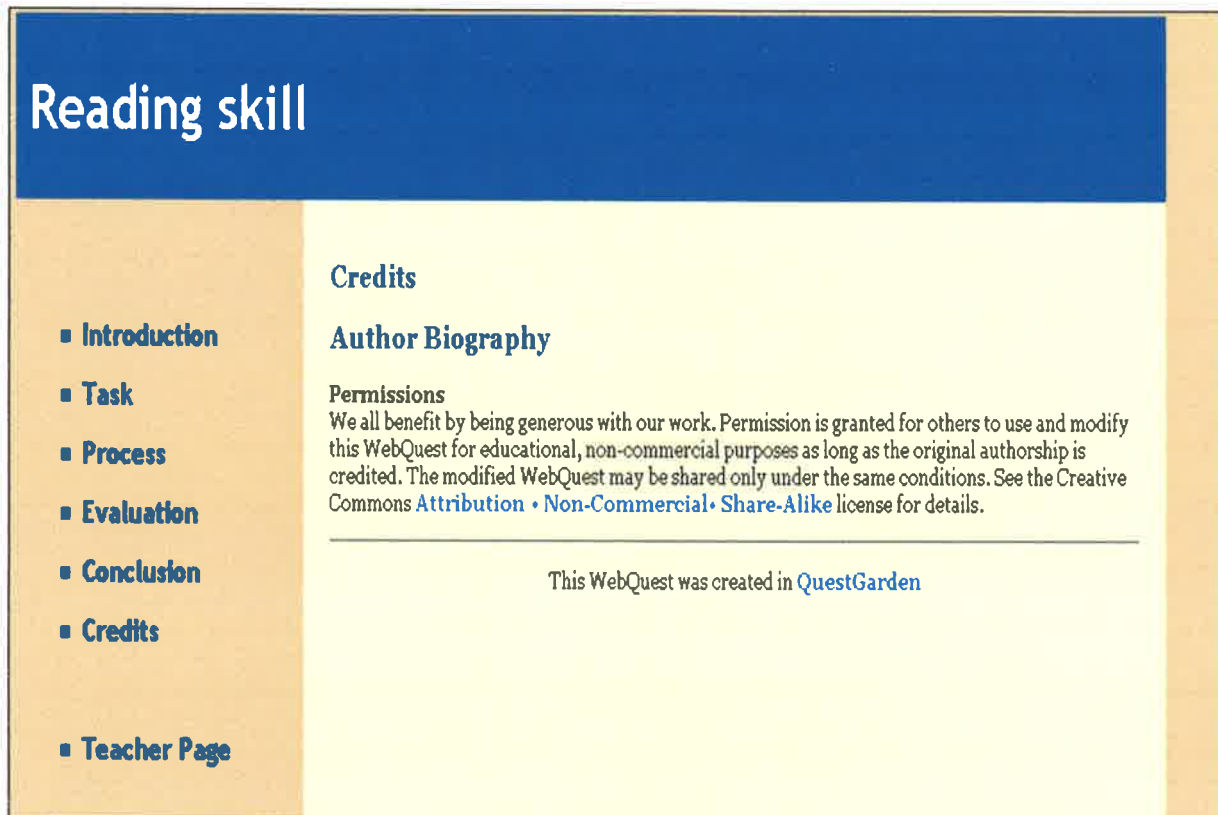 Reading skill
Introduction
Task
Process
Evaluation
Conclusion
Credits
Teacher Page
Credits
Author Biography
Permissions
We all benefit by being generous with our work. Permission is granted for others to use and modify
this WebQuest for educational, non-commercial purposes as long as the original authorship is
credited. The modified WebQuest may be shared only under the same conditions. See the Creative
Commons Attribution • Non-Commercial• Share-Alike license for details.
This WebQuest was created in QuestGarden